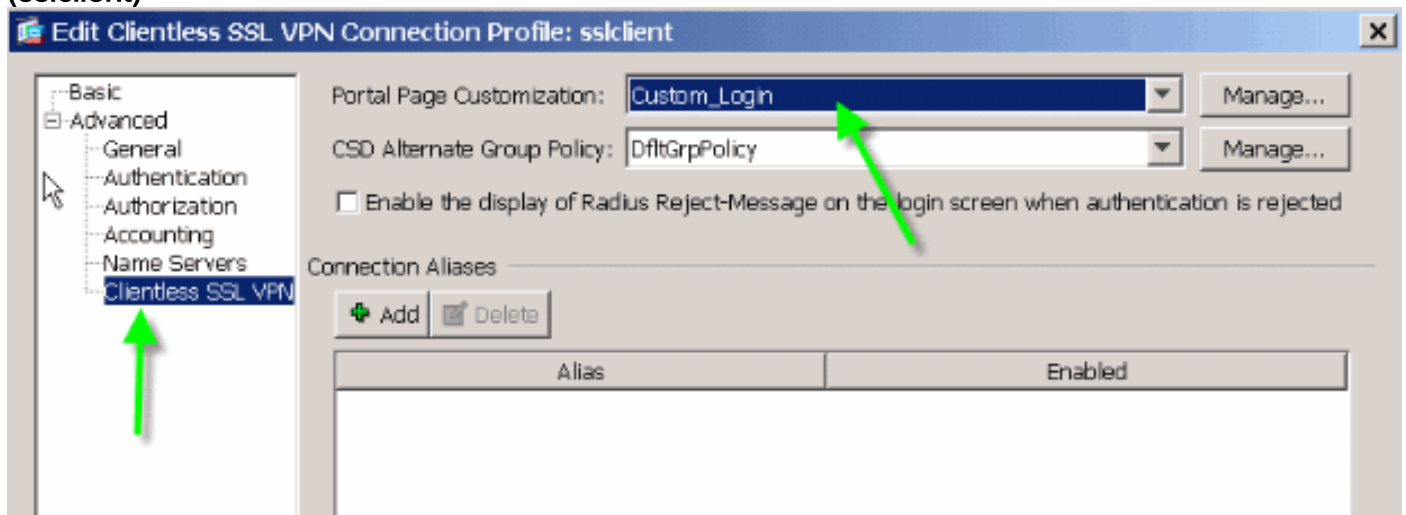 (sslclient)
Edit Clientless SSL VPN Connection Profile: sslclient
Basic
Advanced
General
Authentication
Authorization
Accounting
Name Servers
Clientless SSL VPN
Portal Page Customization: Custom_Login Manage...
CSD Alternate Group Policy: DfltGrpPolicy Manage...
Enable the display of Radius Reject-Message on the login screen when authentication is rejected
Connection Aliases
Add Delete
Alias Enabled